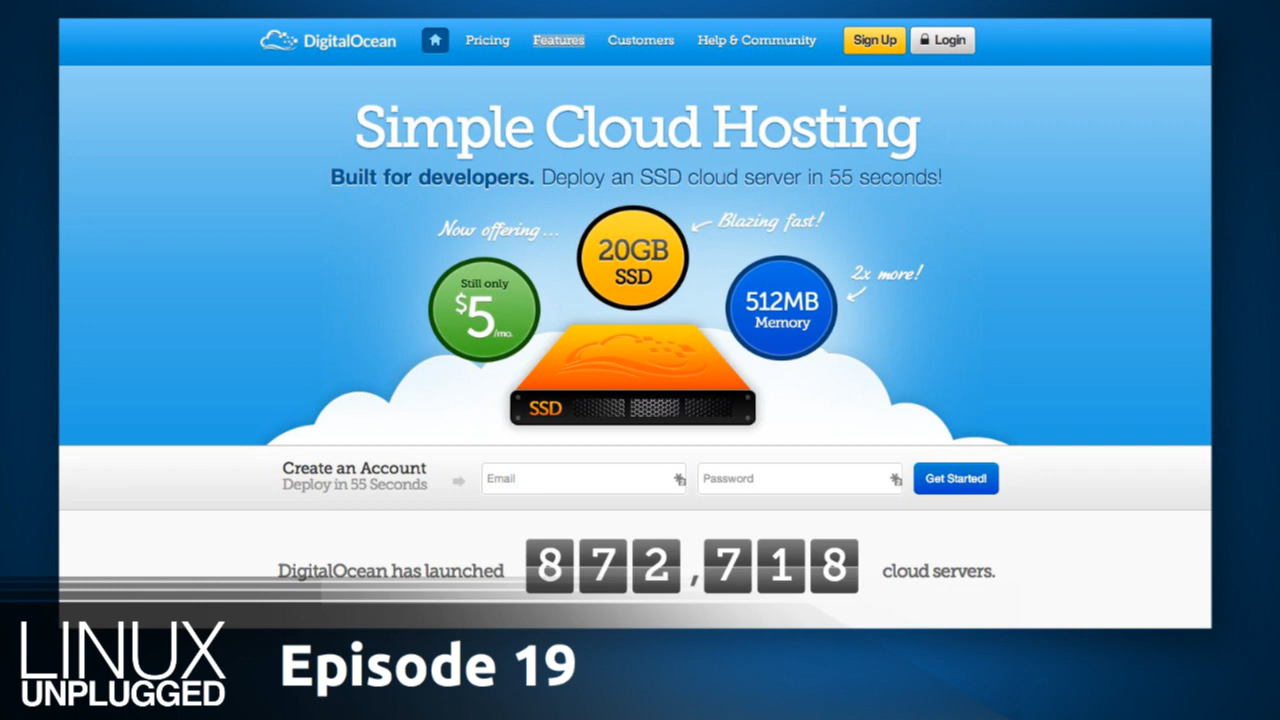 DigitalOcean
Pricing
Features
Customers
Help & Community
Sign Up
Login
Simple Cloud Hosting
Built for developers. Deploy an SSD cloud server in 55 seconds!
Now offering...
Blazing fast!
2x more!
Still only
$5/mo.
20GB
SSD
512MB
Memory
SSD
Create an Account
Deploy in 55 Seconds
Email
Password
Get Started!
DigitalOcean has launched 872,718 cloud servers.
LINUX
UNPLUGGED
Episode 19